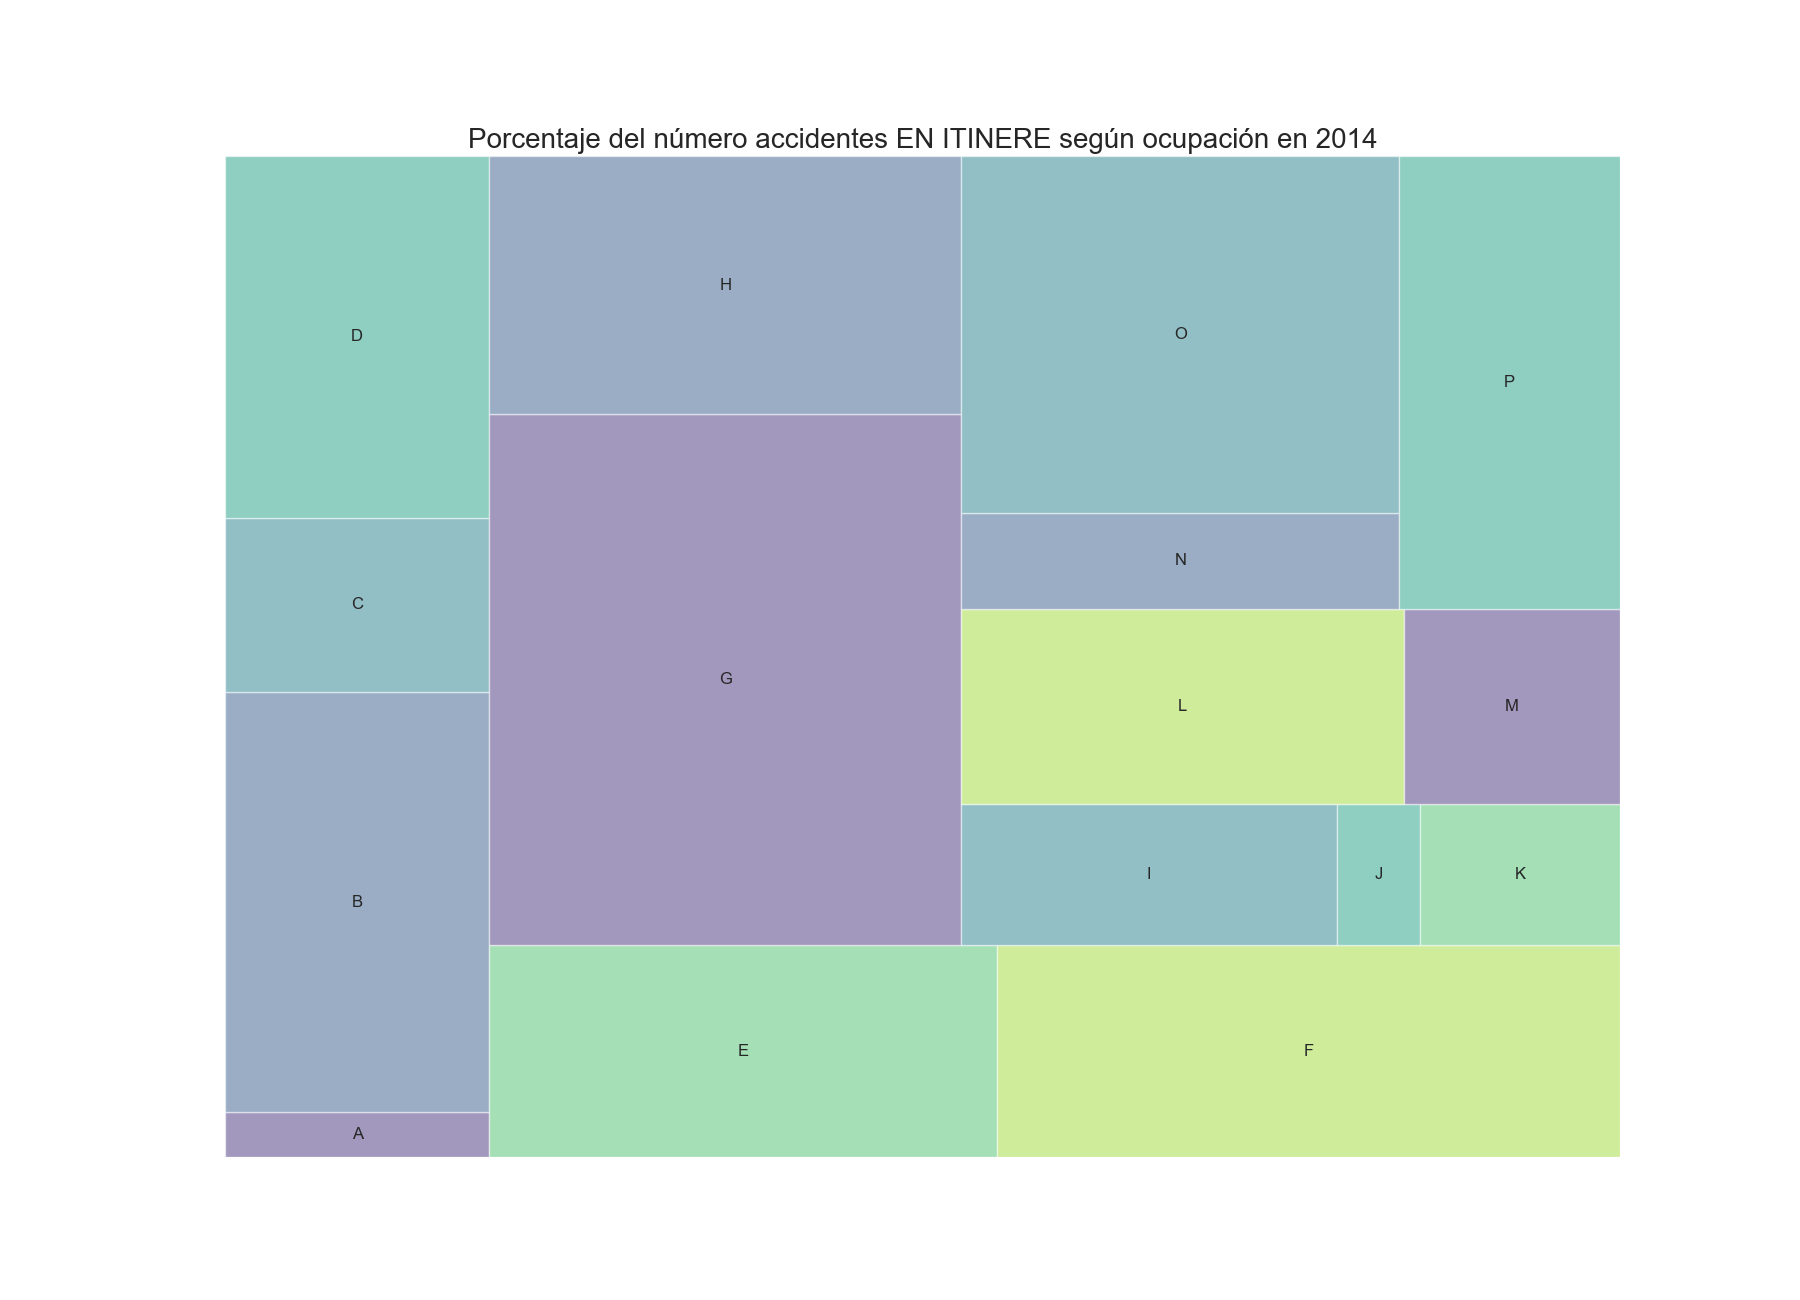 Porcentaje del número accidentes EN ITINERE según ocupación en 2014
D
H
O
P
C
G
N
L
M
B
I
J
K
A
E
F